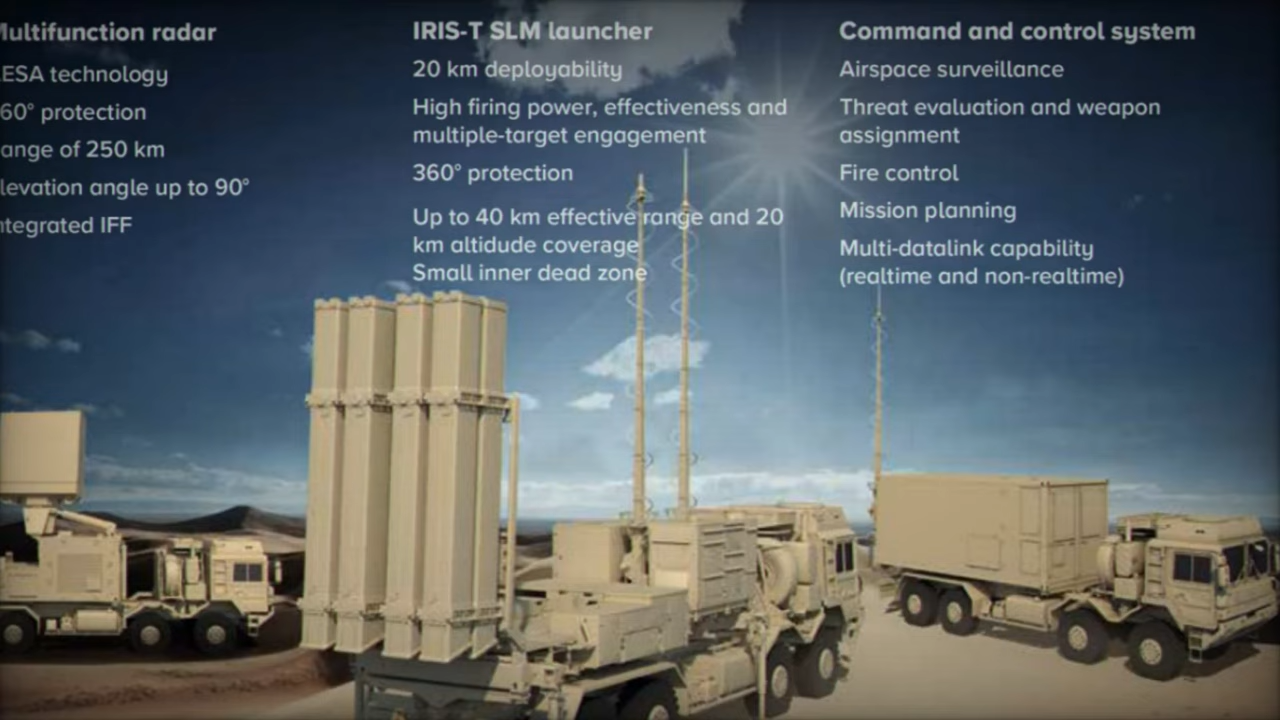 Multifunction radar
ESA technology
60° protection
ange of 250 km
levation angle up to 90°
ntegrated IFF
IRIS-T SLM launcher
20 km deployability
High firing power, effectiveness and
multiple-target engagement
360° protection
Up to 40 km effective range and 20
km altidude coverage
Small inner dead zone
Command and control system
Airspace surveillance
Threat evaluation and weapon
assignment
Fire control
Mission planning
Multi-datalink capability
(realtime and non-realtime)